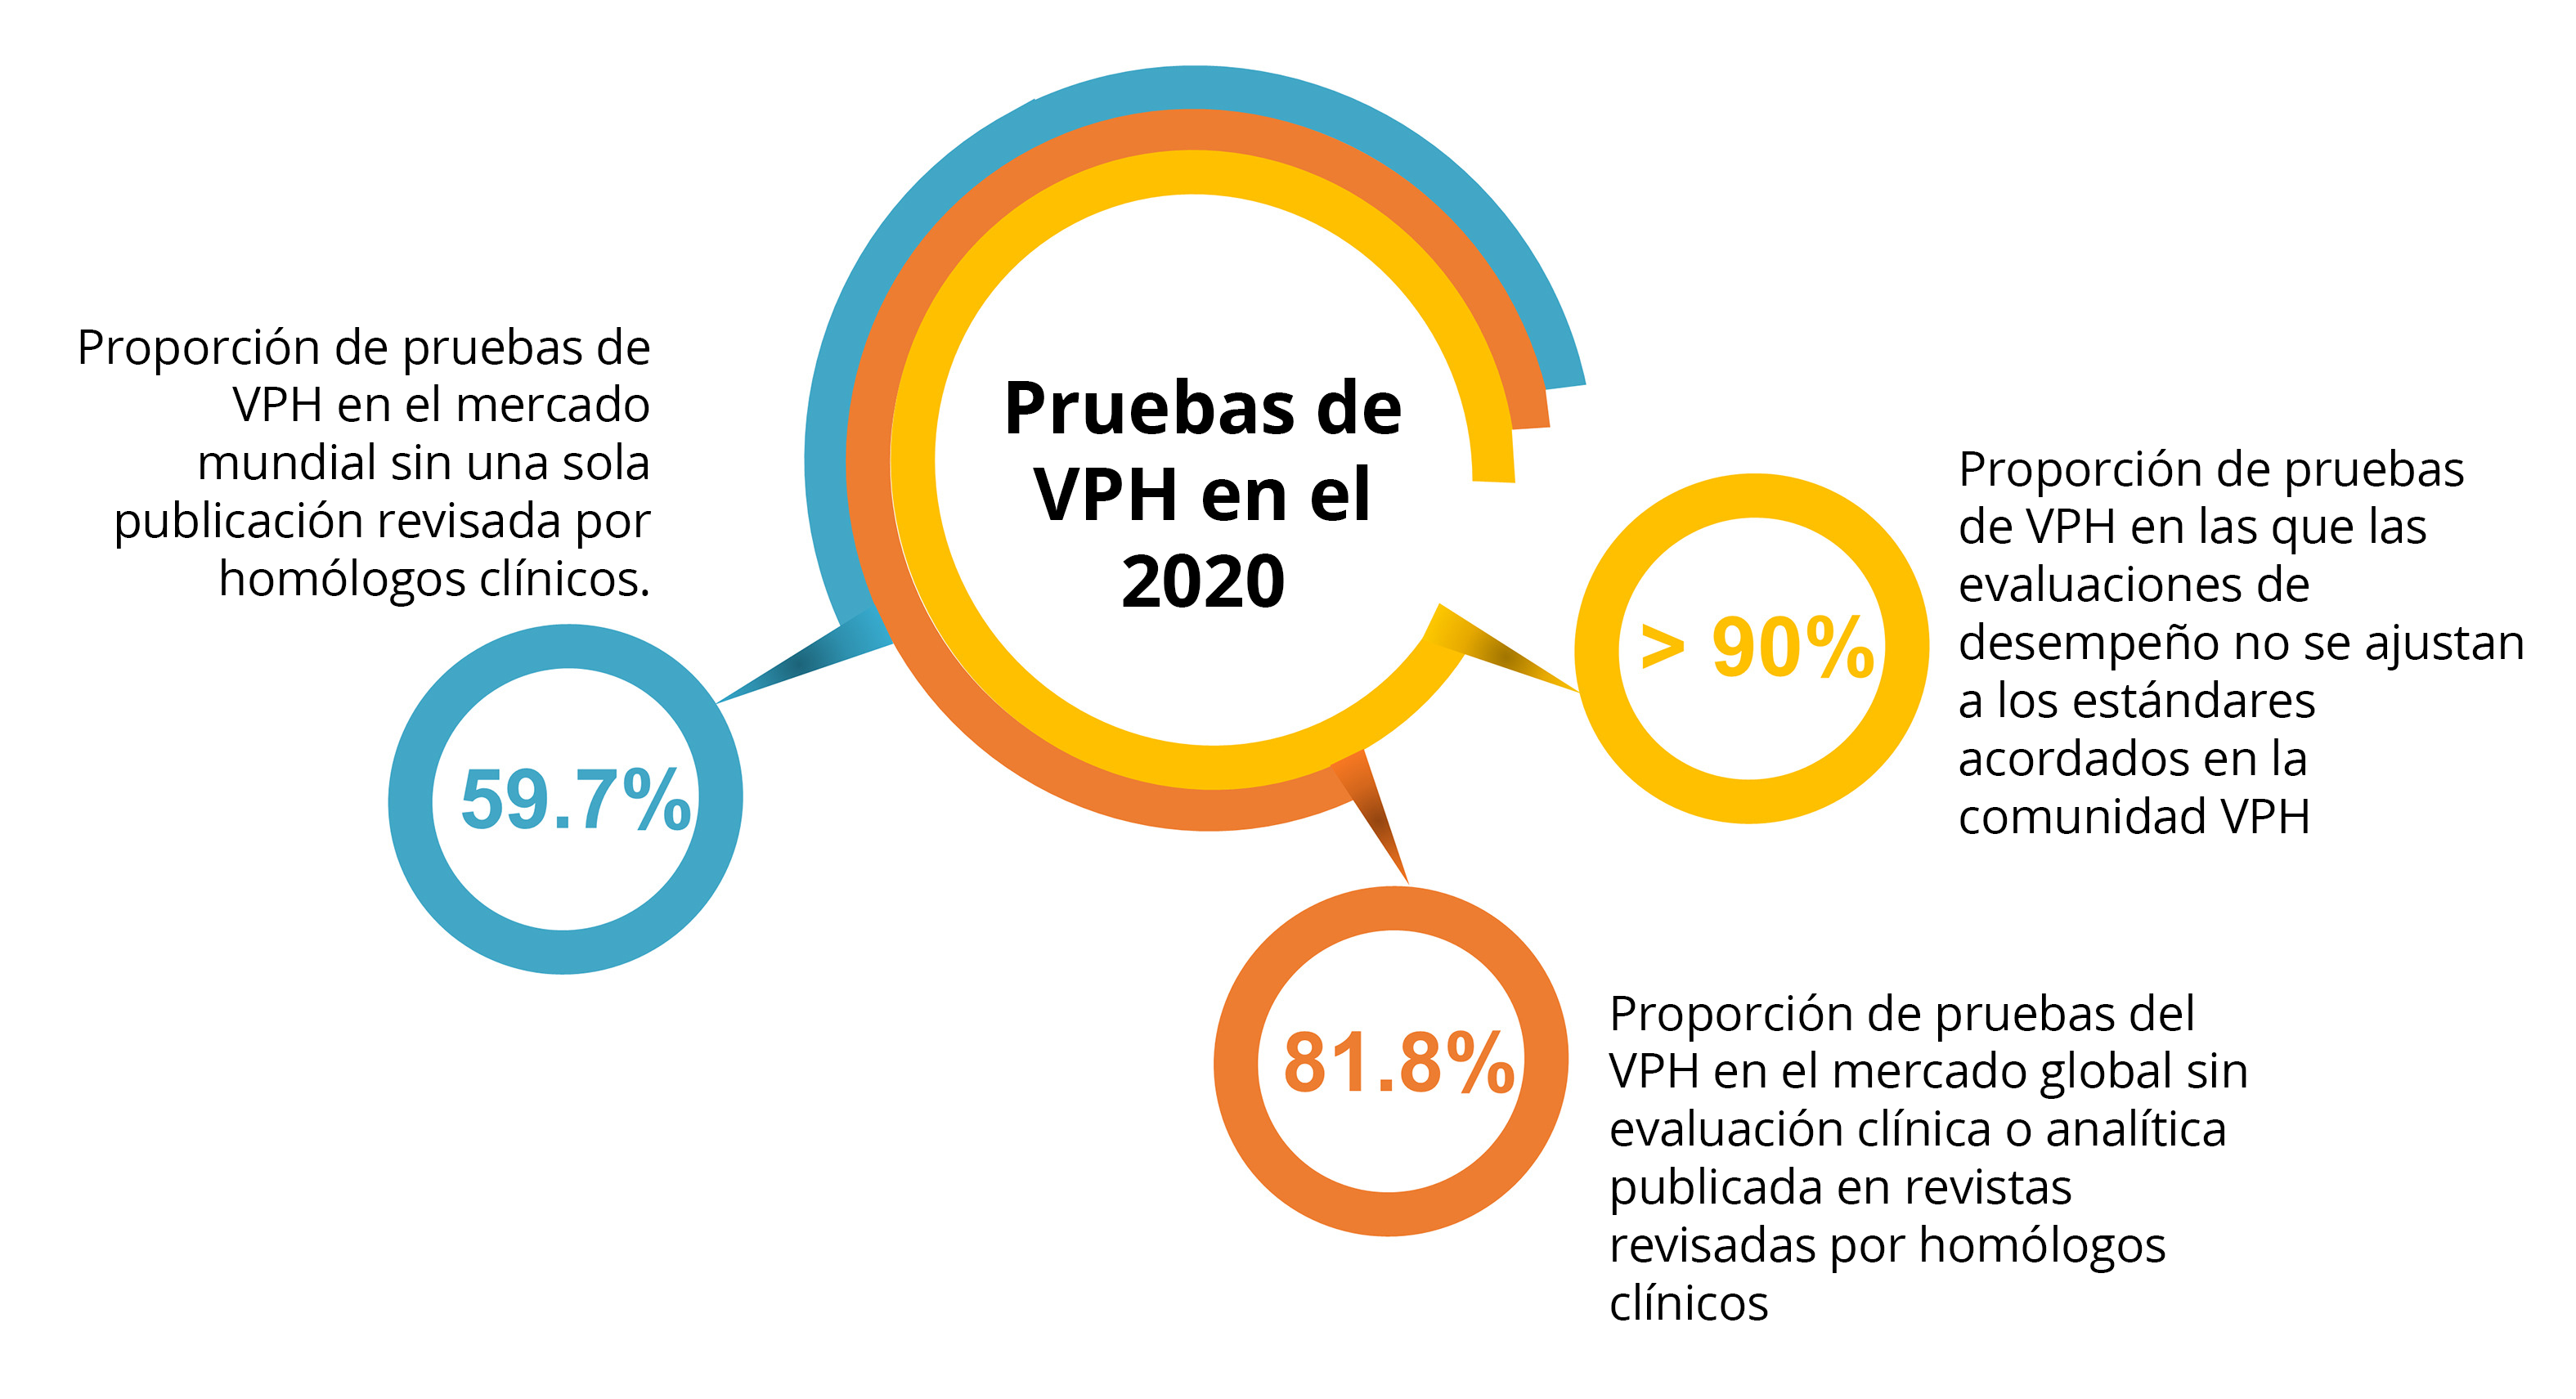 Pruebas de
VPH en el
2020
Proporción de pruebas de
VPH en el mercado
mundial sin una sola
publicación revisada por
homólogos clínicos.
59.7%
> 90%
Proporción de pruebas
de VPH en las que las
evaluaciones de
desempeño no se ajustan
a los estándares
acordados en la
comunidad VPH
81.8%
Proporción de pruebas del
VPH en el mercado global sin
evaluación clínica o analítica
publicada en revistas
revisadas por homólogos
clínicos